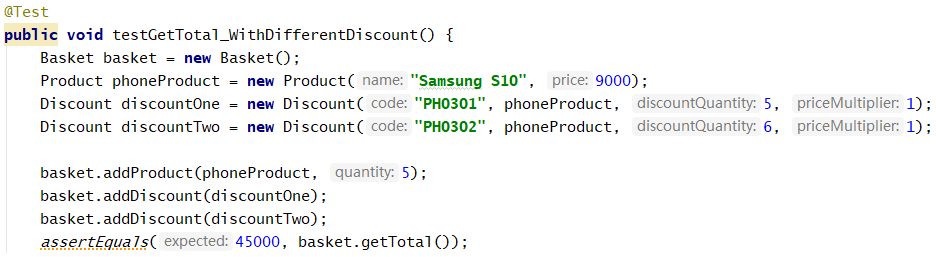 @Test
public void testGetTotal_WithDifferentDiscount() {
Basket basket = new Basket();
Product phoneProduct = new Product( name: "Samsung S10", price: 9000);
Discount discountOne = new Discount( code: "PH0301", phoneProduct, discountQuantity: 5, priceMultiplier: 1);
Discount discountTwo = new Discount( code: "PH0302", phoneProduct, discountQuantity: 6, priceMultiplier: 1);
basket.addProduct(phoneProduct, quantity: 5);
basket.addDiscount(discountOne);
basket.addDiscount(discountTwo);
assertEquals( expected: 45000, basket.getTotal());